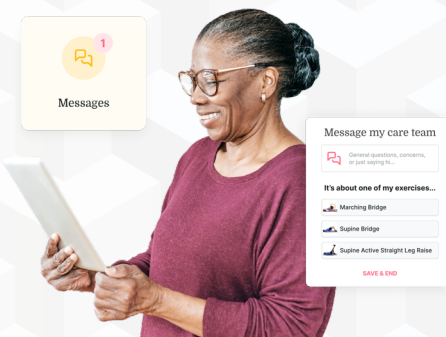 1
Messages
Message my care team
General questions, concerns,
or just saying hi...
It's about one of my exercises...
Marching Bridge
Supine Bridge
Supine Active Straight Leg Raise
SAVE & END